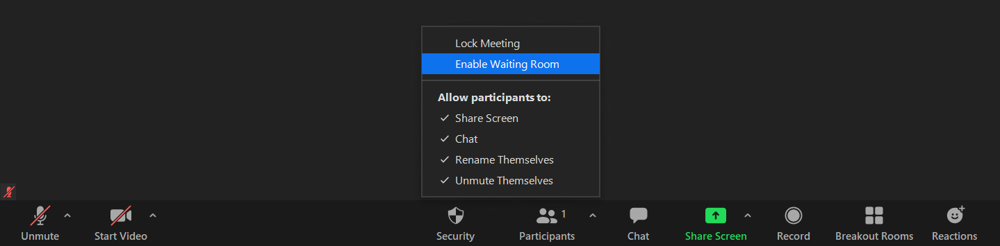 Lock Meeting
Enable Waiting Room
Allow participants to:
Share Screen
Chat
Rename Themselves
Unmute Themselves
1
Unmute
Start Video
Security
Participants
Chat
Share Screen
Record
Breakout Rooms
Reactions